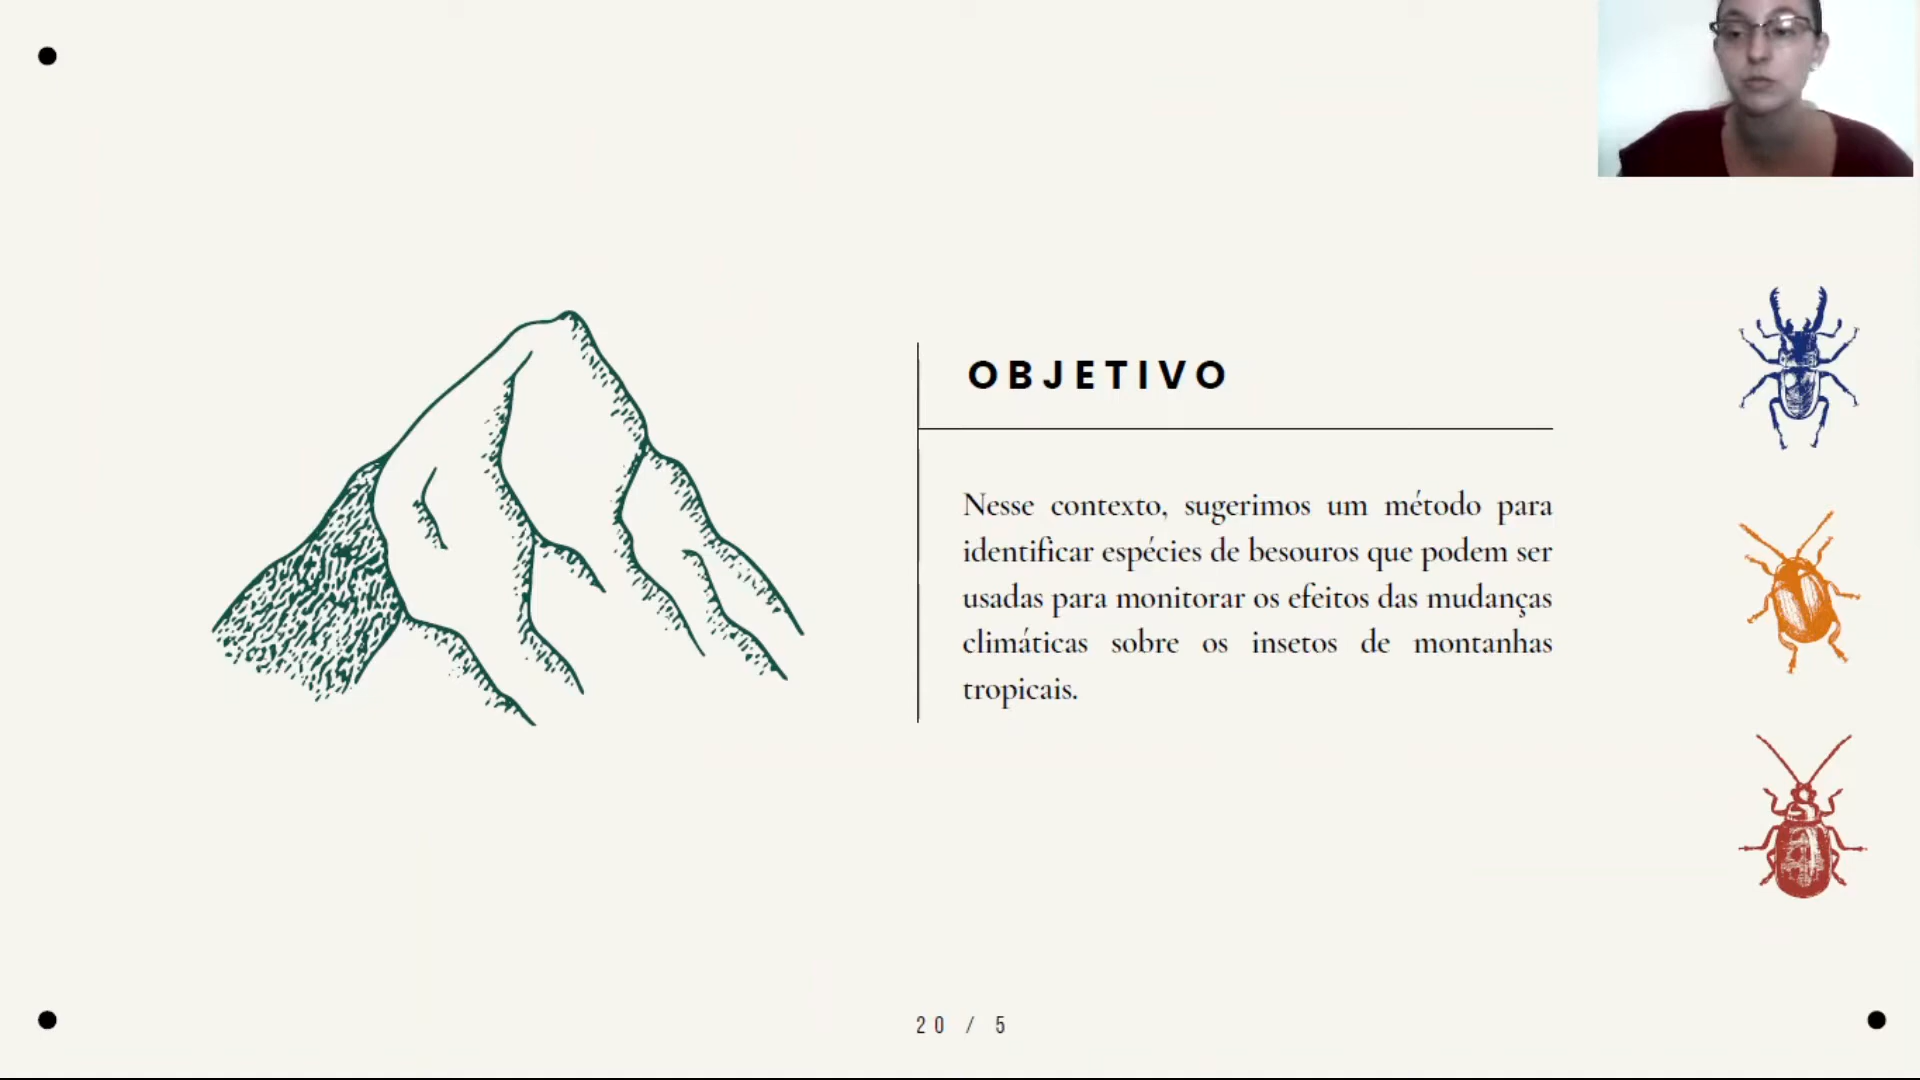 OBJETIVO
Nesse contexto, sugerimos um método para
identificar espécies de besouros que podem ser
usadas para monitorar os efeitos das mudanças
climáticas sobre os insetos de montanhas
tropicais.
20 / 5